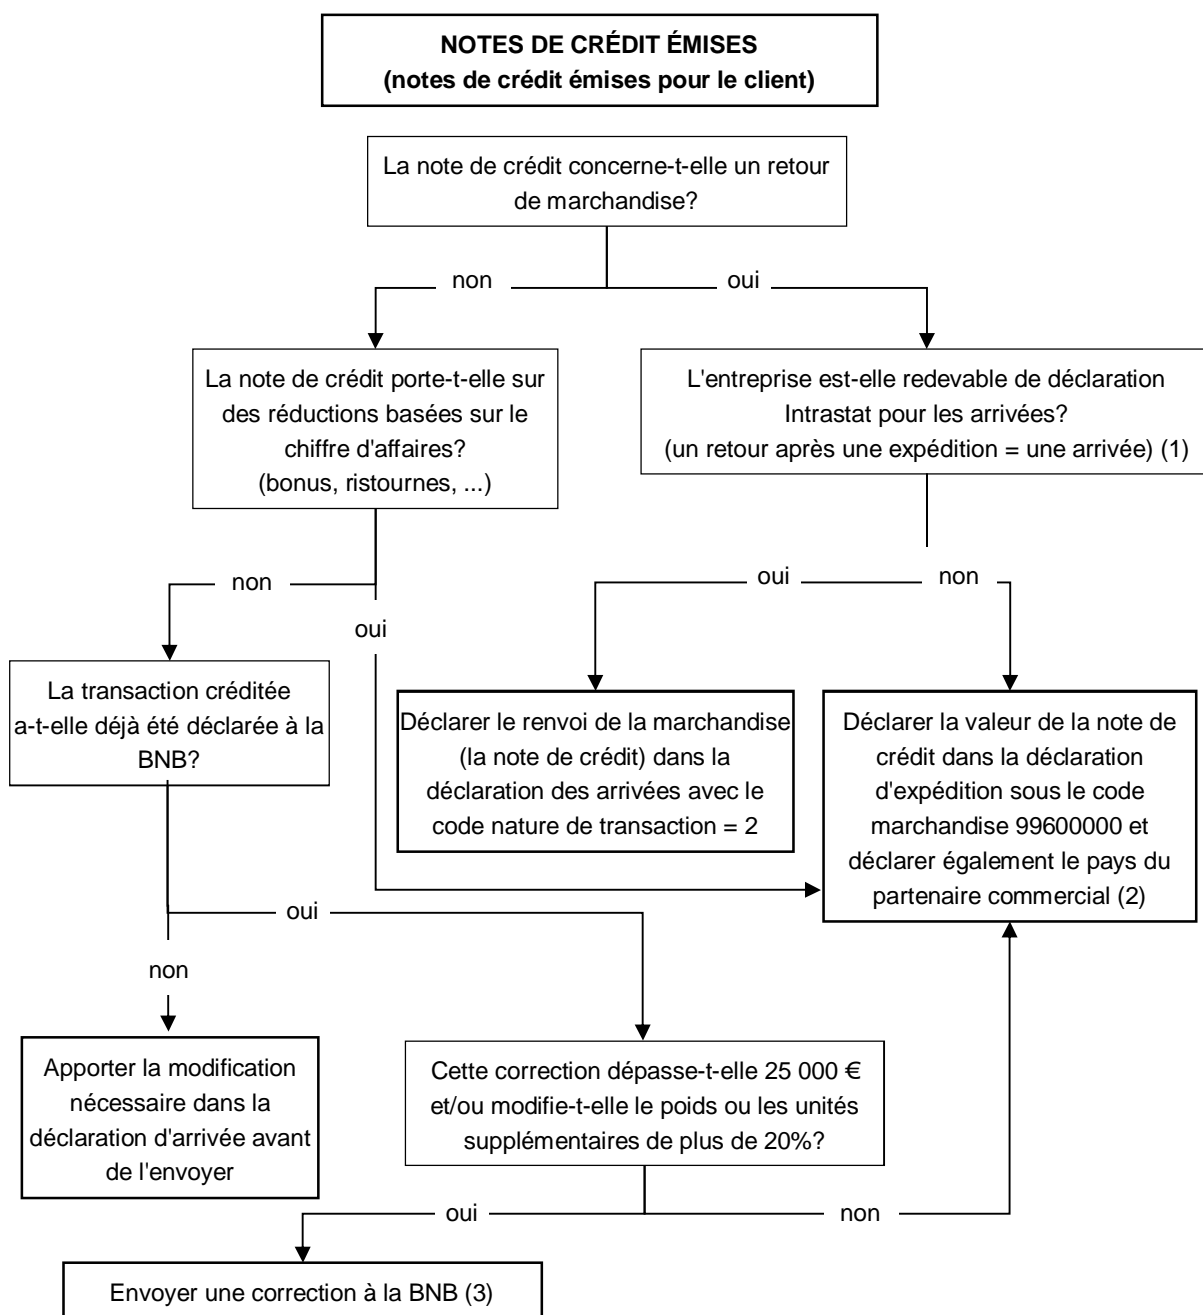 NOTES DE CRÉDIT ÉMISES
(notes de crédit émises pour le client)
La note de crédit concerne-t-elle un retour
de marchandise?
non
oui
La note de crédit porte-t-elle sur
des réductions basées sur le
chiffre d'affaires?
(bonus, ristournes, ...)
L'entreprise est-elle redevable de déclaration
Intrastat pour les arrivées?
(un retour après une expédition = une arrivée) (1)
non
oui
oui
non
La transaction créditée
a-t-elle déjà été déclarée à la
BNB?
Déclarer le renvoi de la marchandise
(la note de crédit) dans la
déclaration des arrivées avec le
code nature de transaction = 2
Déclarer la valeur de la note de
crédit dans la déclaration
d'expédition sous le code
marchandise 99600000 et
déclarer également le pays du
partenaire commercial (2)
oui
non
Apporter la modification
nécessaire dans la
déclaration d'arrivée avant
de l'envoyer
Cette correction dépasse-t-elle 25 000 €
et/ou modifie-t-elle le poids ou les unités
supplémentaires de plus de 20%?
oui
non
Envoyer une correction à la BNB (3)